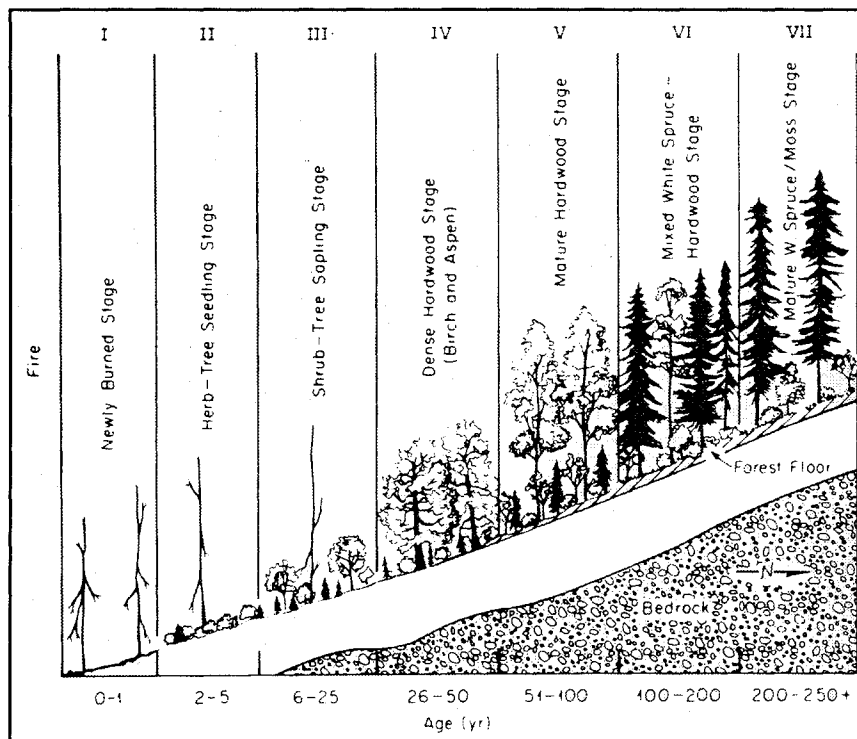 I II III IV V VI VII
Fire
Newly Burned Stage
Herb-Tree Seedling Stage
Shrub-Tree Sapling Stage
Dense Hardwood Stage
(Birch and Aspen)
Mature Hardwood Stage
Mixed White Spruce-
Hardwood Stage
Mature W Spruce/Moss Stage
Forest Floor
N
Bedrock
0-1 2-5 6-25 26-50 51-100 100-200 200-250+
Age (yr)